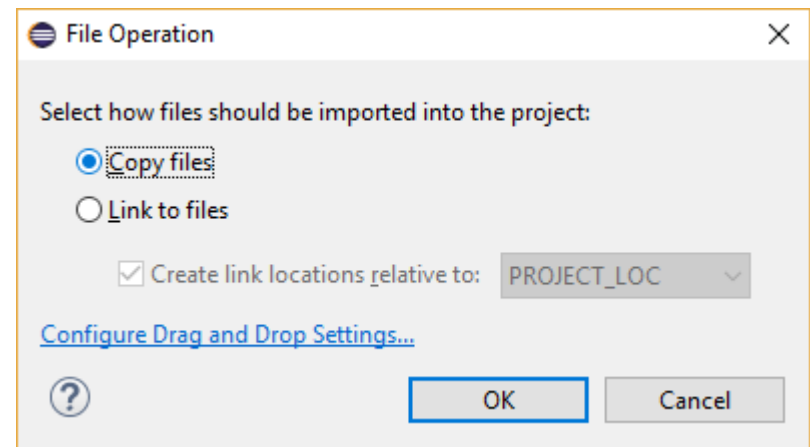 File Operation
Select how files should be imported into the project:
Copy files
Link to files
Create link locations relative to: PROJECT_LOC
Configure Drag and Drop Settings...
? OK Cancel